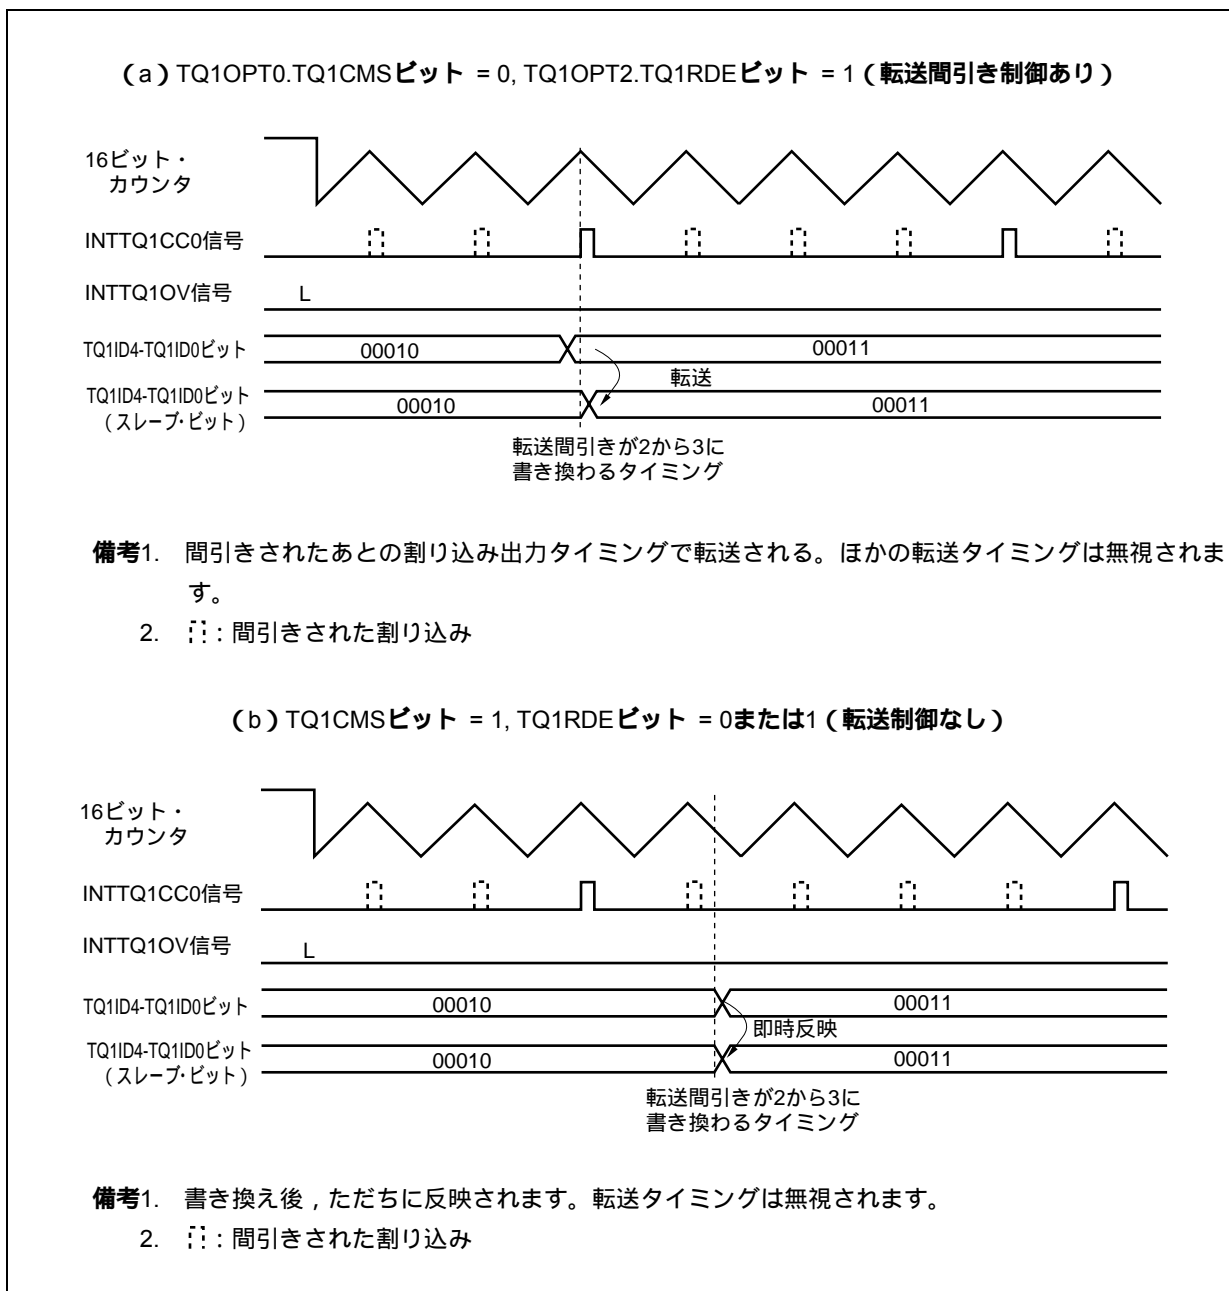 （a）TQ1OPT0.TQ1CMSビット = 0, TQ1OPT2.TQ1RDEビット = 1（転送間引き制御あり）
16ビット・
カウンタ
INTTQ1CC0信号
INTTQ1OV信号
L
TQ1ID4-TQ1ID0ビット
00010
00011
転送
TQ1ID4-TQ1ID0ビット
（スレーブ・ビット）
00010
00011
転送間引きが2から3に
書き換わるタイミング
備考1. 間引きされたあとの割り込み出力タイミングで転送される。ほかの転送タイミングは無視されま
す。
2. ：間引きされた割り込み
（b）TQ1CMSビット = 1, TQ1RDEビット = 0または1（転送制御なし）
16ビット・
カウンタ
INTTQ1CC0信号
INTTQ1OV信号
L
TQ1ID4-TQ1ID0ビット
00010
00011
即時反映
TQ1ID4-TQ1ID0ビット
（スレーブ・ビット）
00010
00011
転送間引きが2から3に
書き換わるタイミング
備考1. 書き換え後，ただちに反映されます。転送タイミングは無視されます。
2. ：間引きされた割り込み